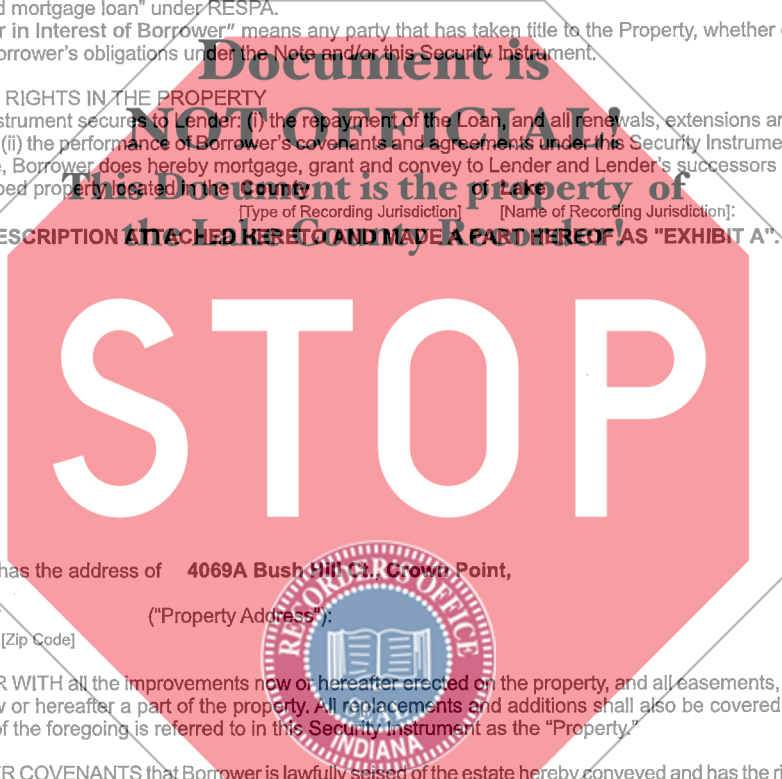 d mortgage loan" under RESPA.
r in Interest of Borrower" means any party that has taken title to the Property, whether
orrower's obligations under the Note and/or this Security Instrument.
Document is
RIGHTS IN THE PROPERTY
NOT OFFICIAL!
strument secures to Lender: (i) the repayment of the Loan, and all renewals, extensions an
(ii) the performance of Borrower's covenants and agreements under this Security Instrume
e, Borrower does hereby mortgage, grant and convey to Lender and Lender's successors
This Document is the property of
bed property located in the County of Lake
[Type of Recording Jurisdiction] [Name of Recording Jurisdiction]:
the Lake County Recorder!
ESCRIPTION ATTACHED HERETO AND MADE A PART HEREOF AS "EXHIBIT A".
STOP
has the address of 4069A Bush Hill Ct., Crown Point,
("Property Address"):
[Zip Code]
RECORDER'S OFFICE
SEAL
INDIANA
R WITH all the improvements now or hereafter erected on the property, and all easements,
w or hereafter a part of the property. All replacements and additions shall also be covered
of the foregoing is referred to in this Security Instrument as the "Property."
ER COVENANTS that Borrower is lawfully seised of the estate hereby conveyed and has the ri